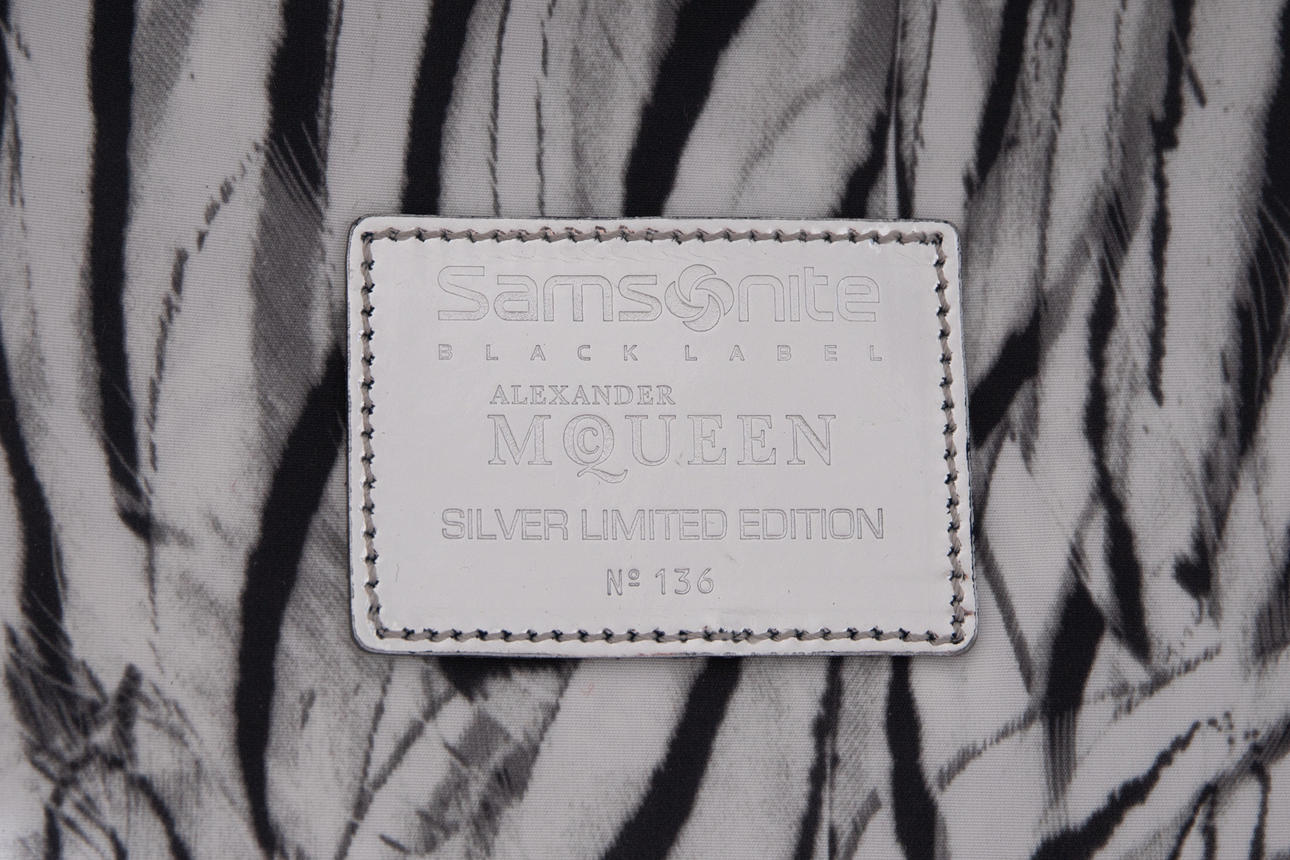 Samsonite
BLACK LABEL
ALEXANDER
MCQUEEN
SILVER LIMITED EDITION
Nº 136